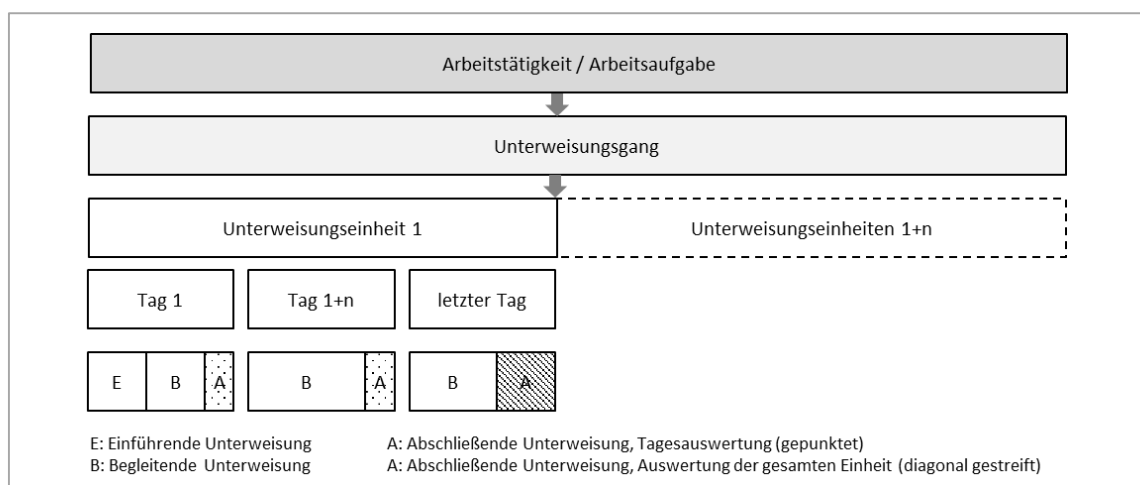 Arbeitstätigkeit / Arbeitsaufgabe
Unterweisungsgang
Unterweisungseinheit 1
Unterweisungseinheiten 1+n
Tag 1
Tag 1+n
letzter Tag
E B A B A B A
E: Einführende Unterweisung
A: Abschließende Unterweisung, Tagesauswertung (gepunktet)
B: Begleitende Unterweisung
A: Abschließende Unterweisung, Auswertung der gesamten Einheit (diagonal gestreift)